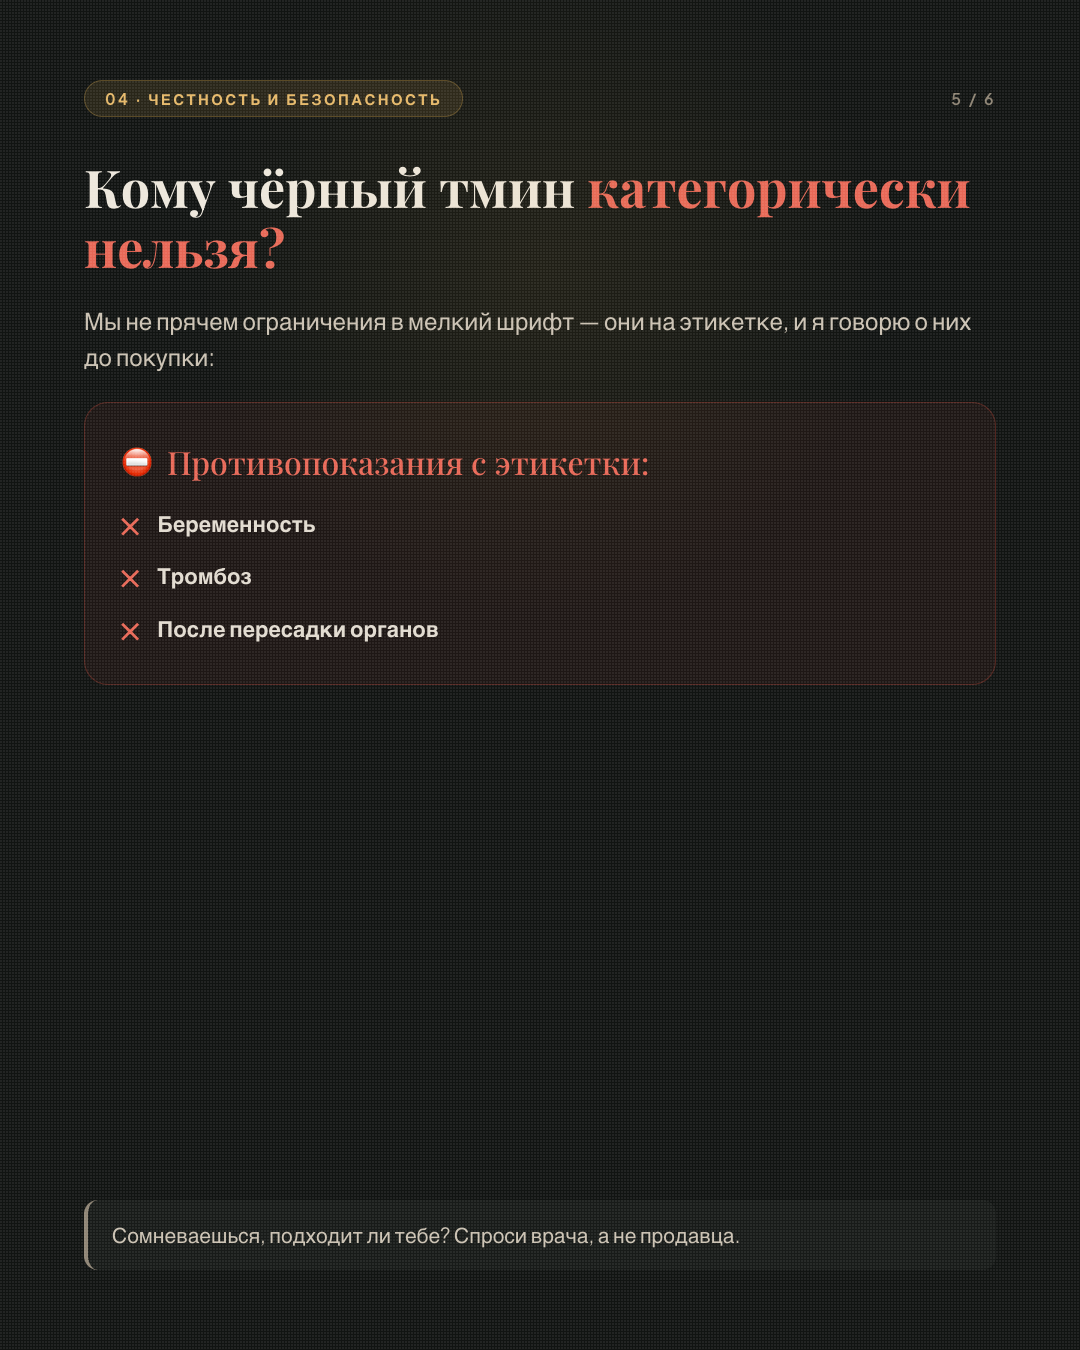 04 · ЧЕСТНОСТЬ И БЕЗОПАСНОСТЬ
5 / 6
Кому чёрный тмин категорически
нельзя?
Мы не прячем ограничения в мелкий шрифт — они на этикетке, и я говорю о них
до покупки:
Противопоказания с этикетки:
Беременность
Тромбоз
После пересадки органов
Сомневаешься, подходит ли тебе? Спроси врача, а не продавца.